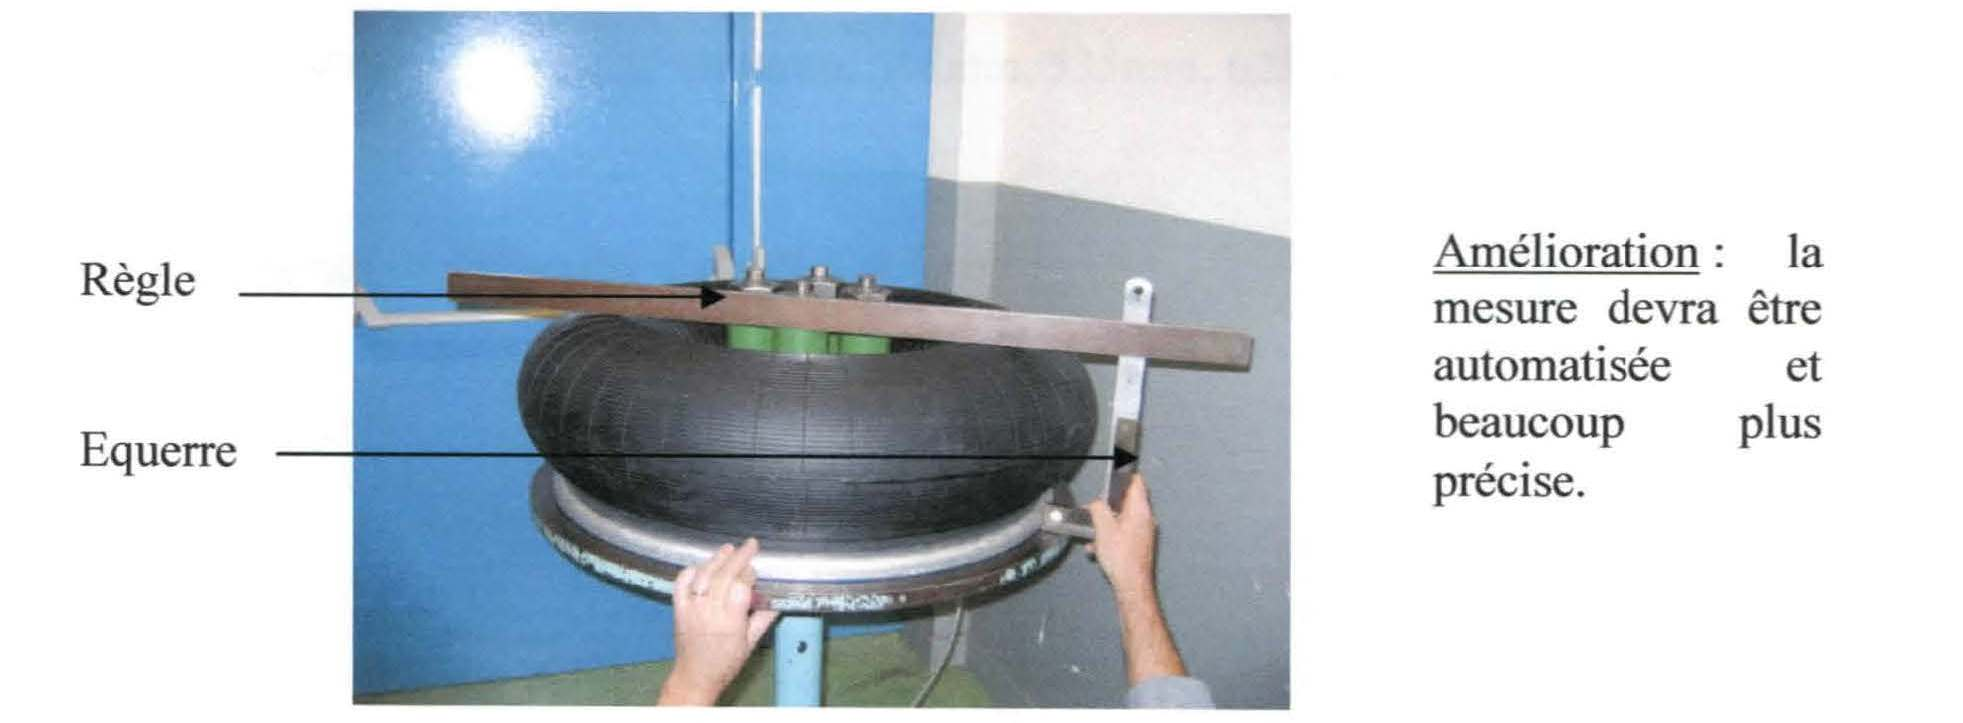 Règle
Equerre
Amélioration : la
mesure devra être
automatisée et
beaucoup plus
précise.